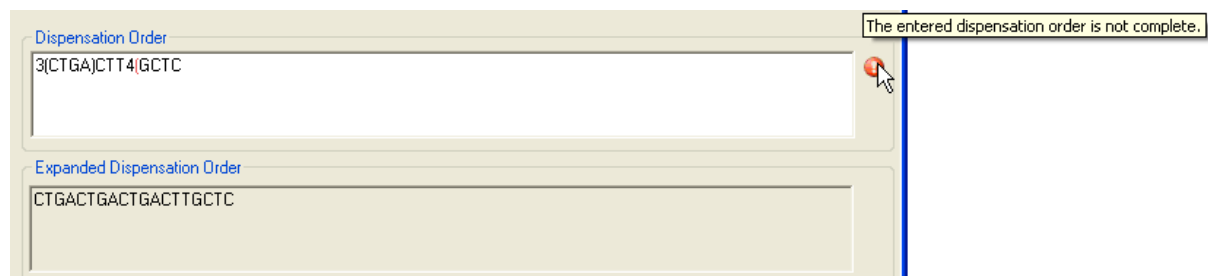 The entered dispensation order is not complete.
Dispensation Order
3(CTGA)CTT4(GCTC
Expanded Dispensation Order
CTGACTGACTGACTTGCTC